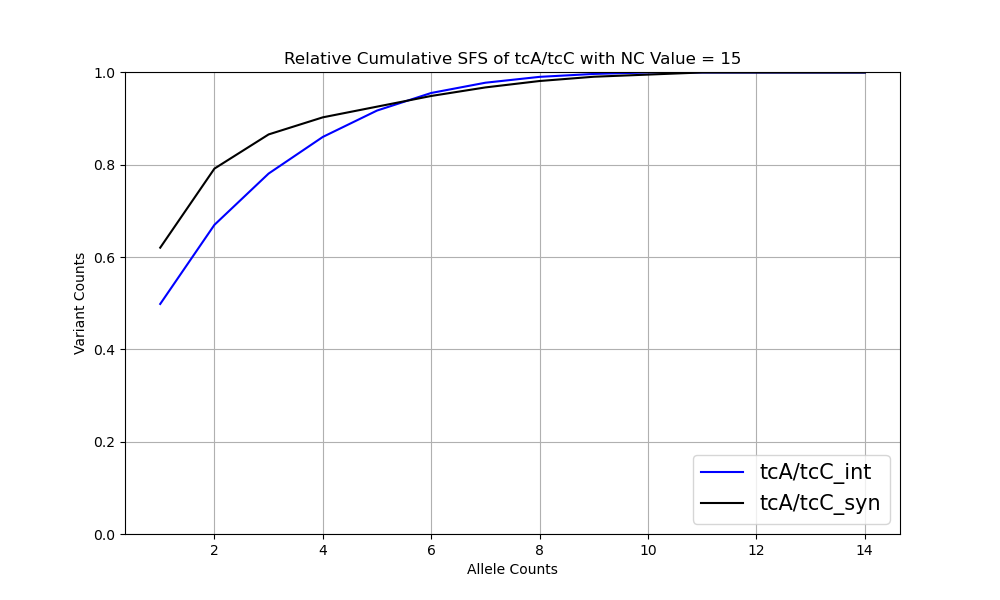 Relative Cumulative SFS of tcA/tcC with NC Value = 15
1.0
0.8
0.6
0.4
0.2
0.0
Variant Counts
2 4 6 8 10 12 14
Allele Counts
tcA/tcC_int
tcA/tcC_syn